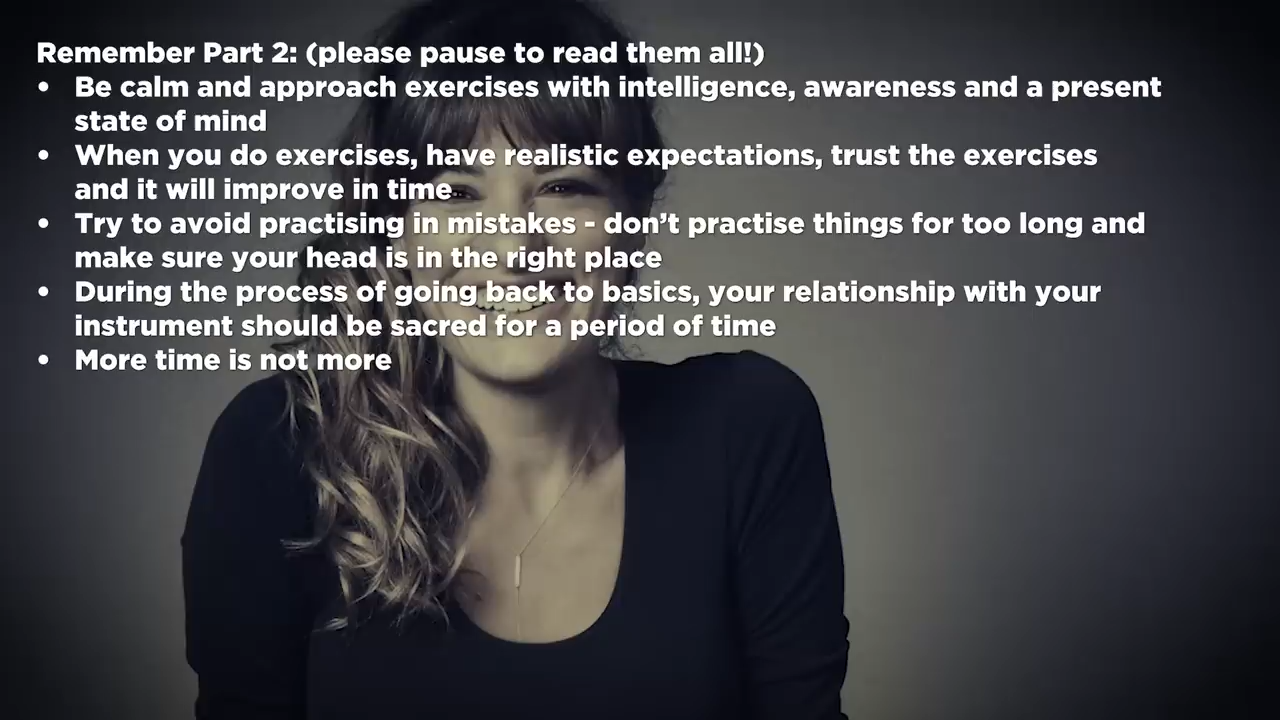 Remember Part 2: (please pause to read them all!)
• Be calm and approach exercises with intelligence, awareness and a present
state of mind
• When you do exercises, have realistic expectations, trust the exercises
and it will improve in time
• Try to avoid practising in mistakes - don't practise things for too long and
make sure your head is in the right place
• During the process of going back to basics, your relationship with your
instrument should be sacred for a period of time
• More time is not more